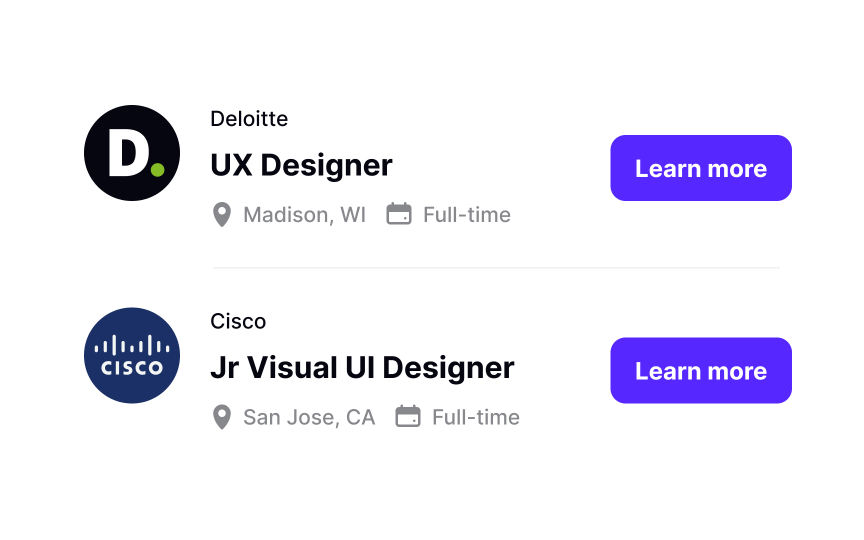 Deloitte
D.
UX Designer
Learn more
Madison, WI Full-time
Cisco
CISCO
Jr Visual UI Designer
Learn more
San Jose, CA Full-time